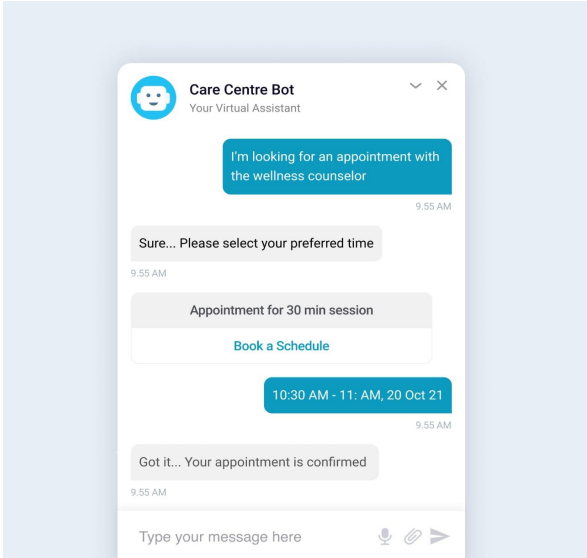 Care Centre Bot
Your Virtual Assistant
I'm looking for an appointment with
the wellness counselor
9.55 AM
Sure... Please select your preferred time
9.55 AM
Appointment for 30 min session
Book a Schedule
10:30 AM - 11: AM, 20 Oct 21
9.55 AM
Got it... Your appointment is confirmed
9.55 AM
Type your message here